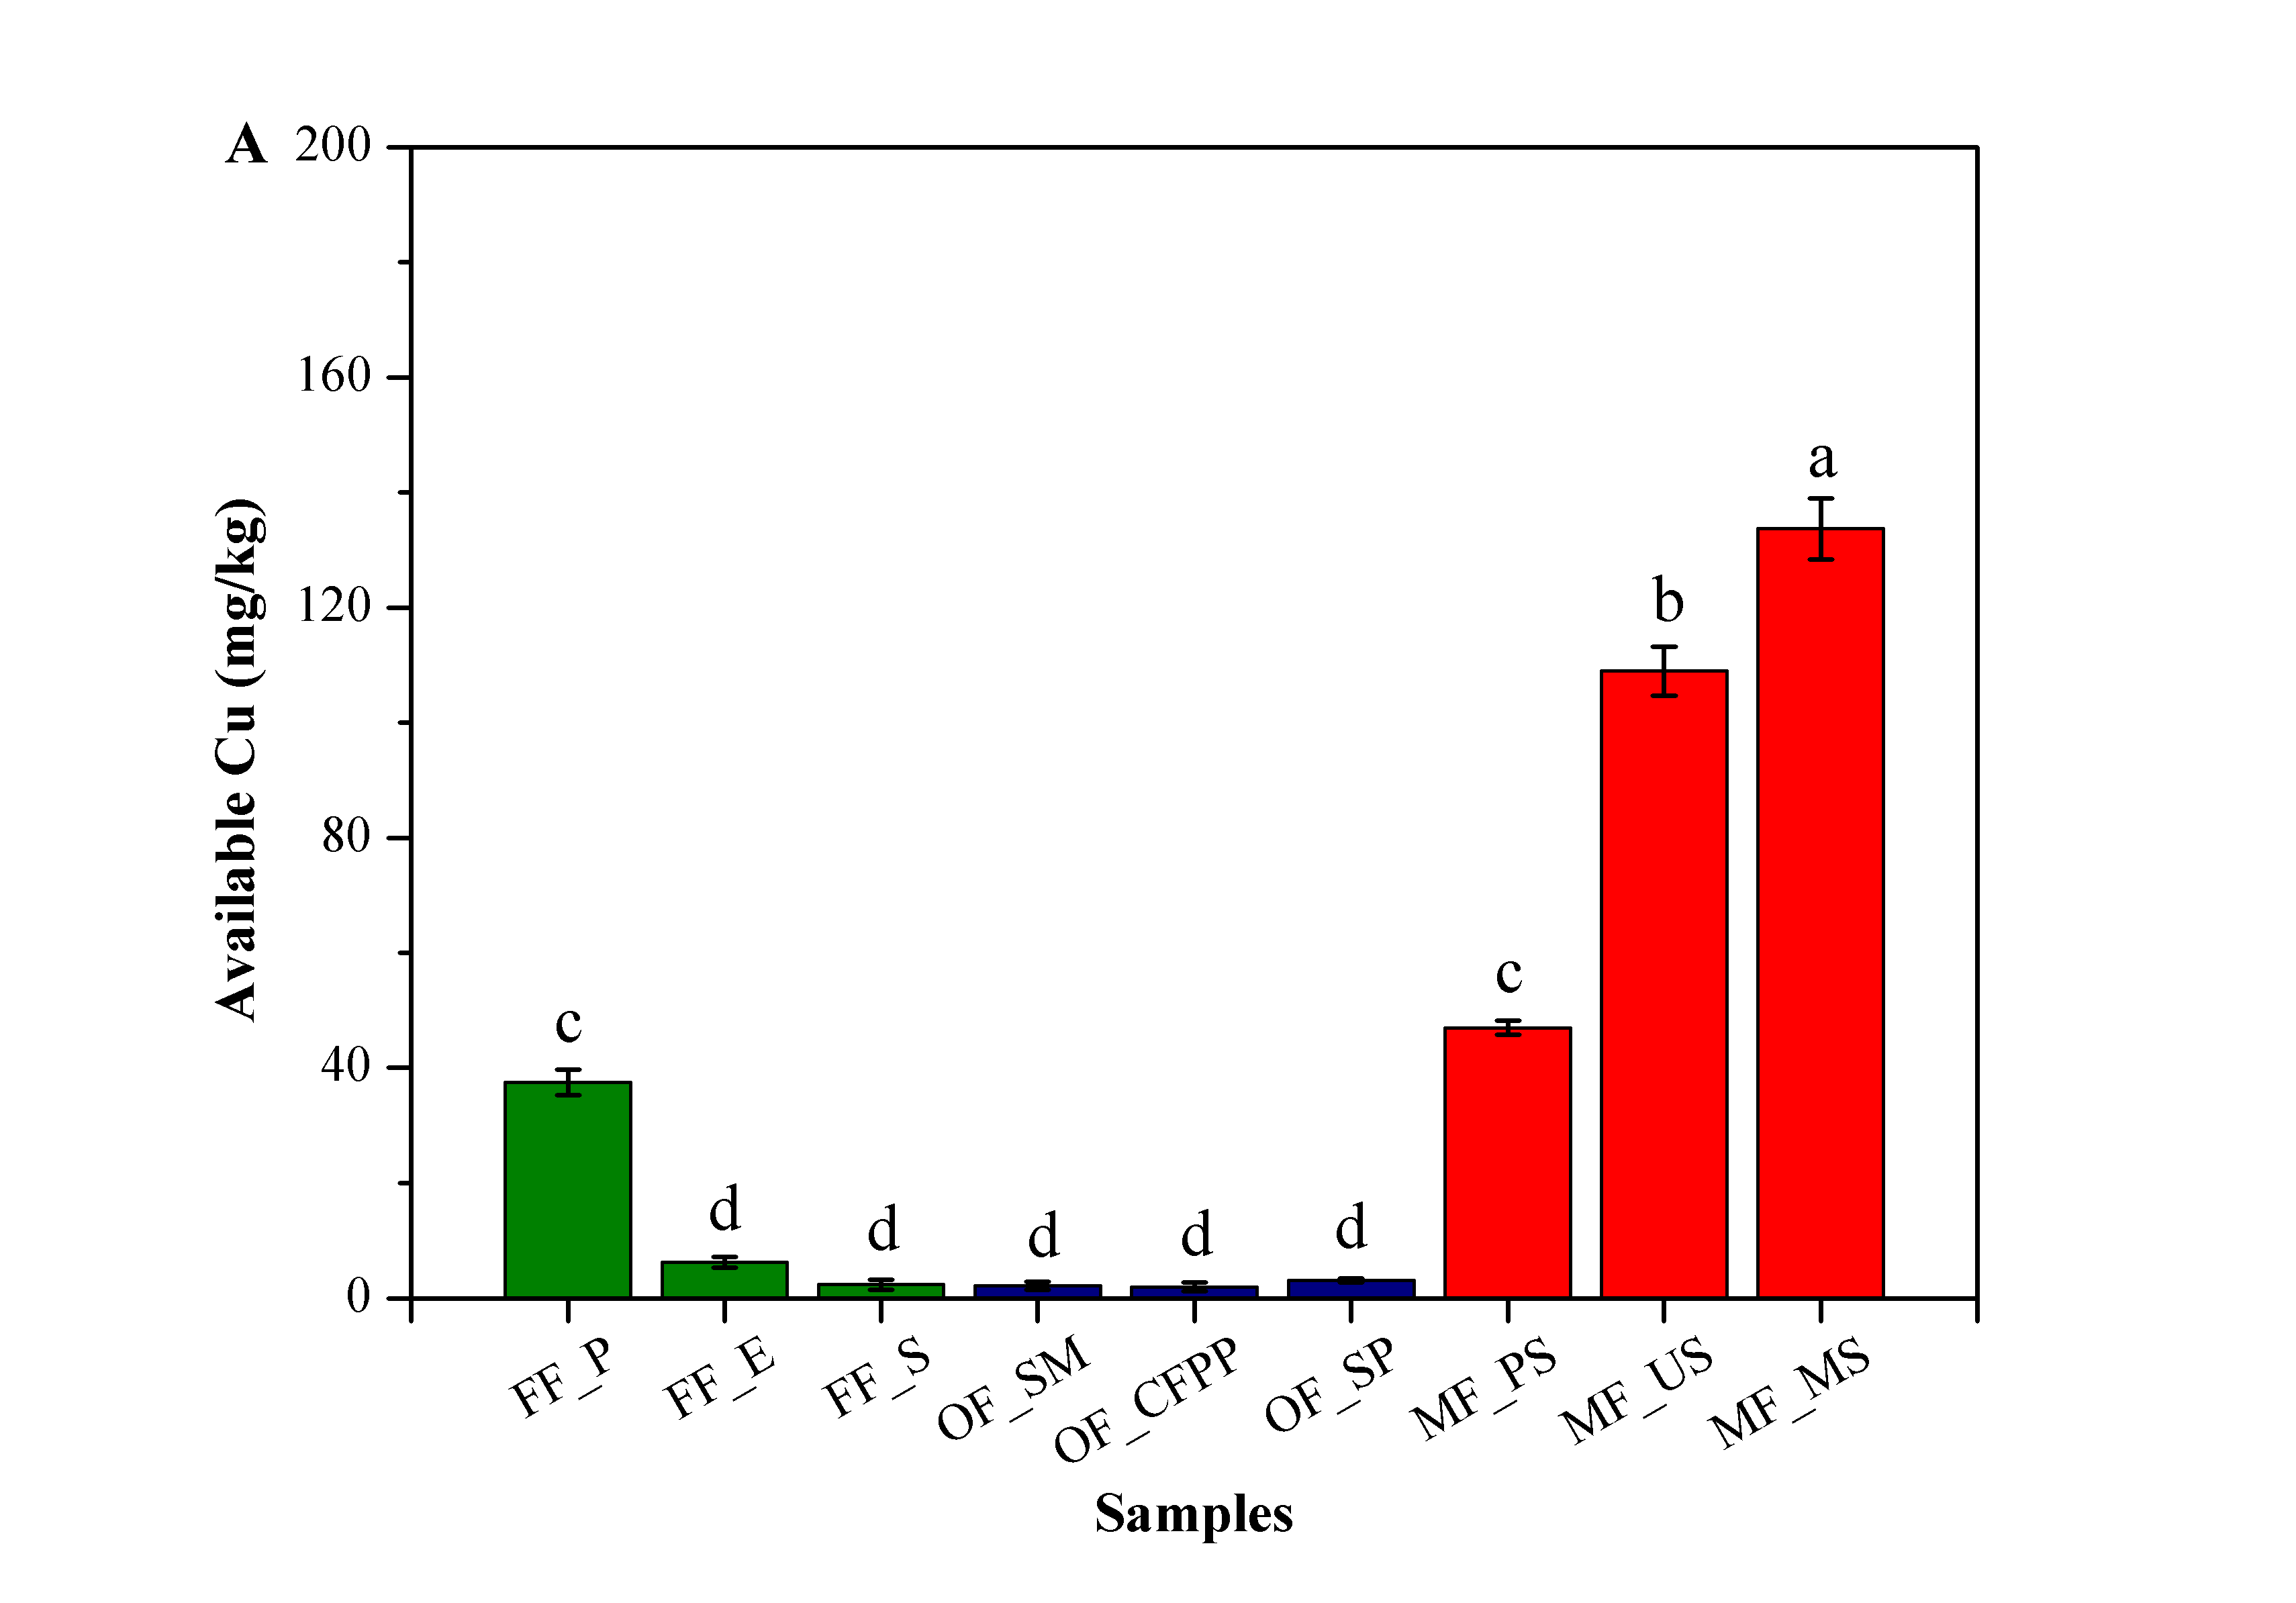 A
200
160
120
80
40
0
Available Cu (mg/kg)
c
d
d
d
d
d
c
b
a
FF_P
FF_E
FF_S
OF_SM
OF_CFPP
OF_SP
MF_PS
MF_US
MF_MS
Samples